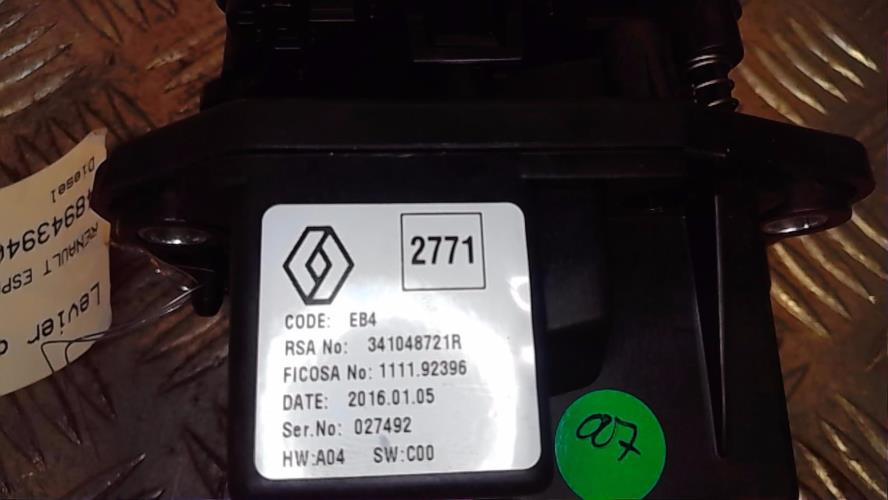 2771
CODE: EB4
RSA No: 341048721R
FICOSA No: 1111.92396
DATE: 2016.01.05
Ser.No: 027492
HW:A04 SW:C00
007
Levier
RENAULT ESP
4894394
Diesel